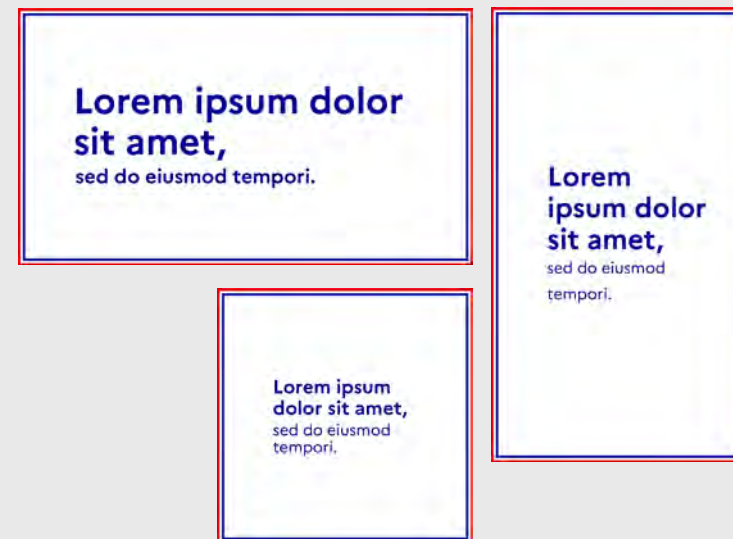 Lorem ipsum dolor
sit amet,
sed do eiusmod tempori.
Lorem
ipsum dolor
sit amet,
sed do eiusmod
tempori.
Lorem ipsum
dolor sit amet,
sed do eiusmod
tempori.